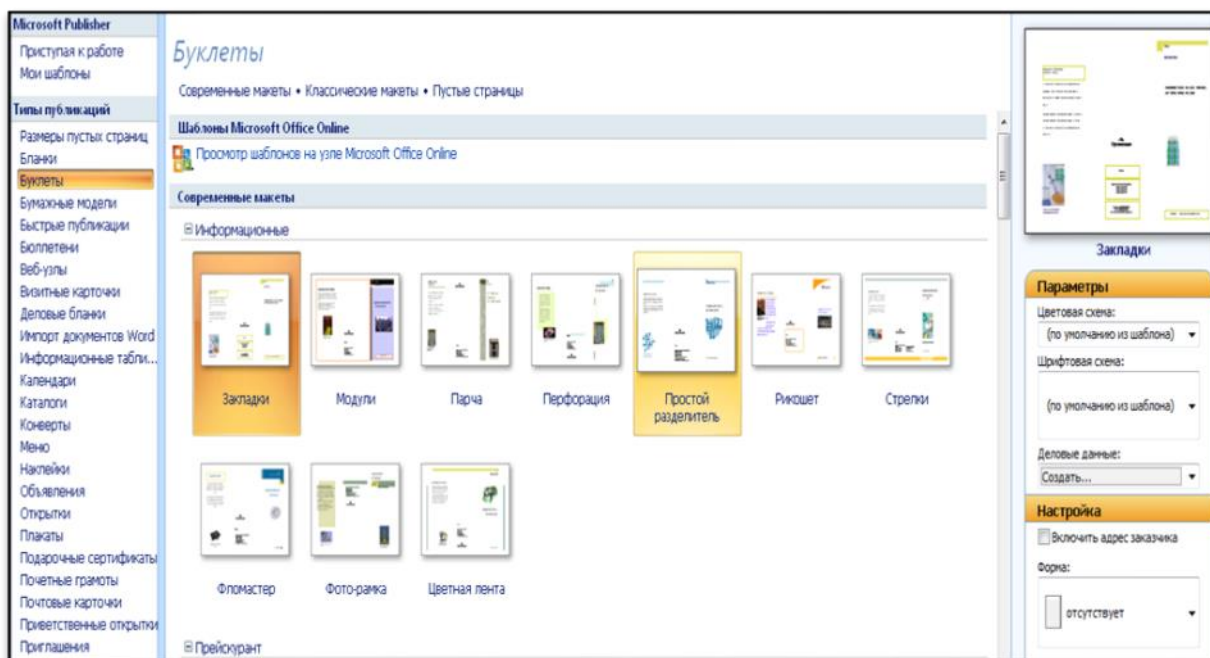 Microsoft Publisher
Приступая к работе
Мои шаблоны
Типы публикаций
Размеры пустых страниц
Бланки
Буклеты
Бумажные модели
Быстрые публикации
Бюллетени
Веб-узлы
Визитные карточки
Деловые бланки
Импорт документов Word
Информационные табли...
Календари
Каталоги
Конверты
Меню
Наклейки
Объявления
Открытки
Плакаты
Подарочные сертификаты
Почетные грамоты
Почтовые карточки
Приветственные открытки
Приглашения
Буклеты
Современные макеты • Классические макеты • Пустые страницы
Шаблоны Microsoft Office Online
Просмотр шаблонов на узле Microsoft Office Online
Современные макеты
Информационные
Закладки
Модули
Парча
Перфорация
Простой
разделитель
Рикошет
Стрелки
Фломастер
Фото-рамка
Цветная лента
Прейскурант
Закладки
Параметры
Цветовая схема:
(по умолчанию из шаблона)
Шрифтовая схема:
(по умолчанию из шаблона)
Деловые данные:
Создать...
Настройка
Включить адрес заказчика
Форма:
отсутствует